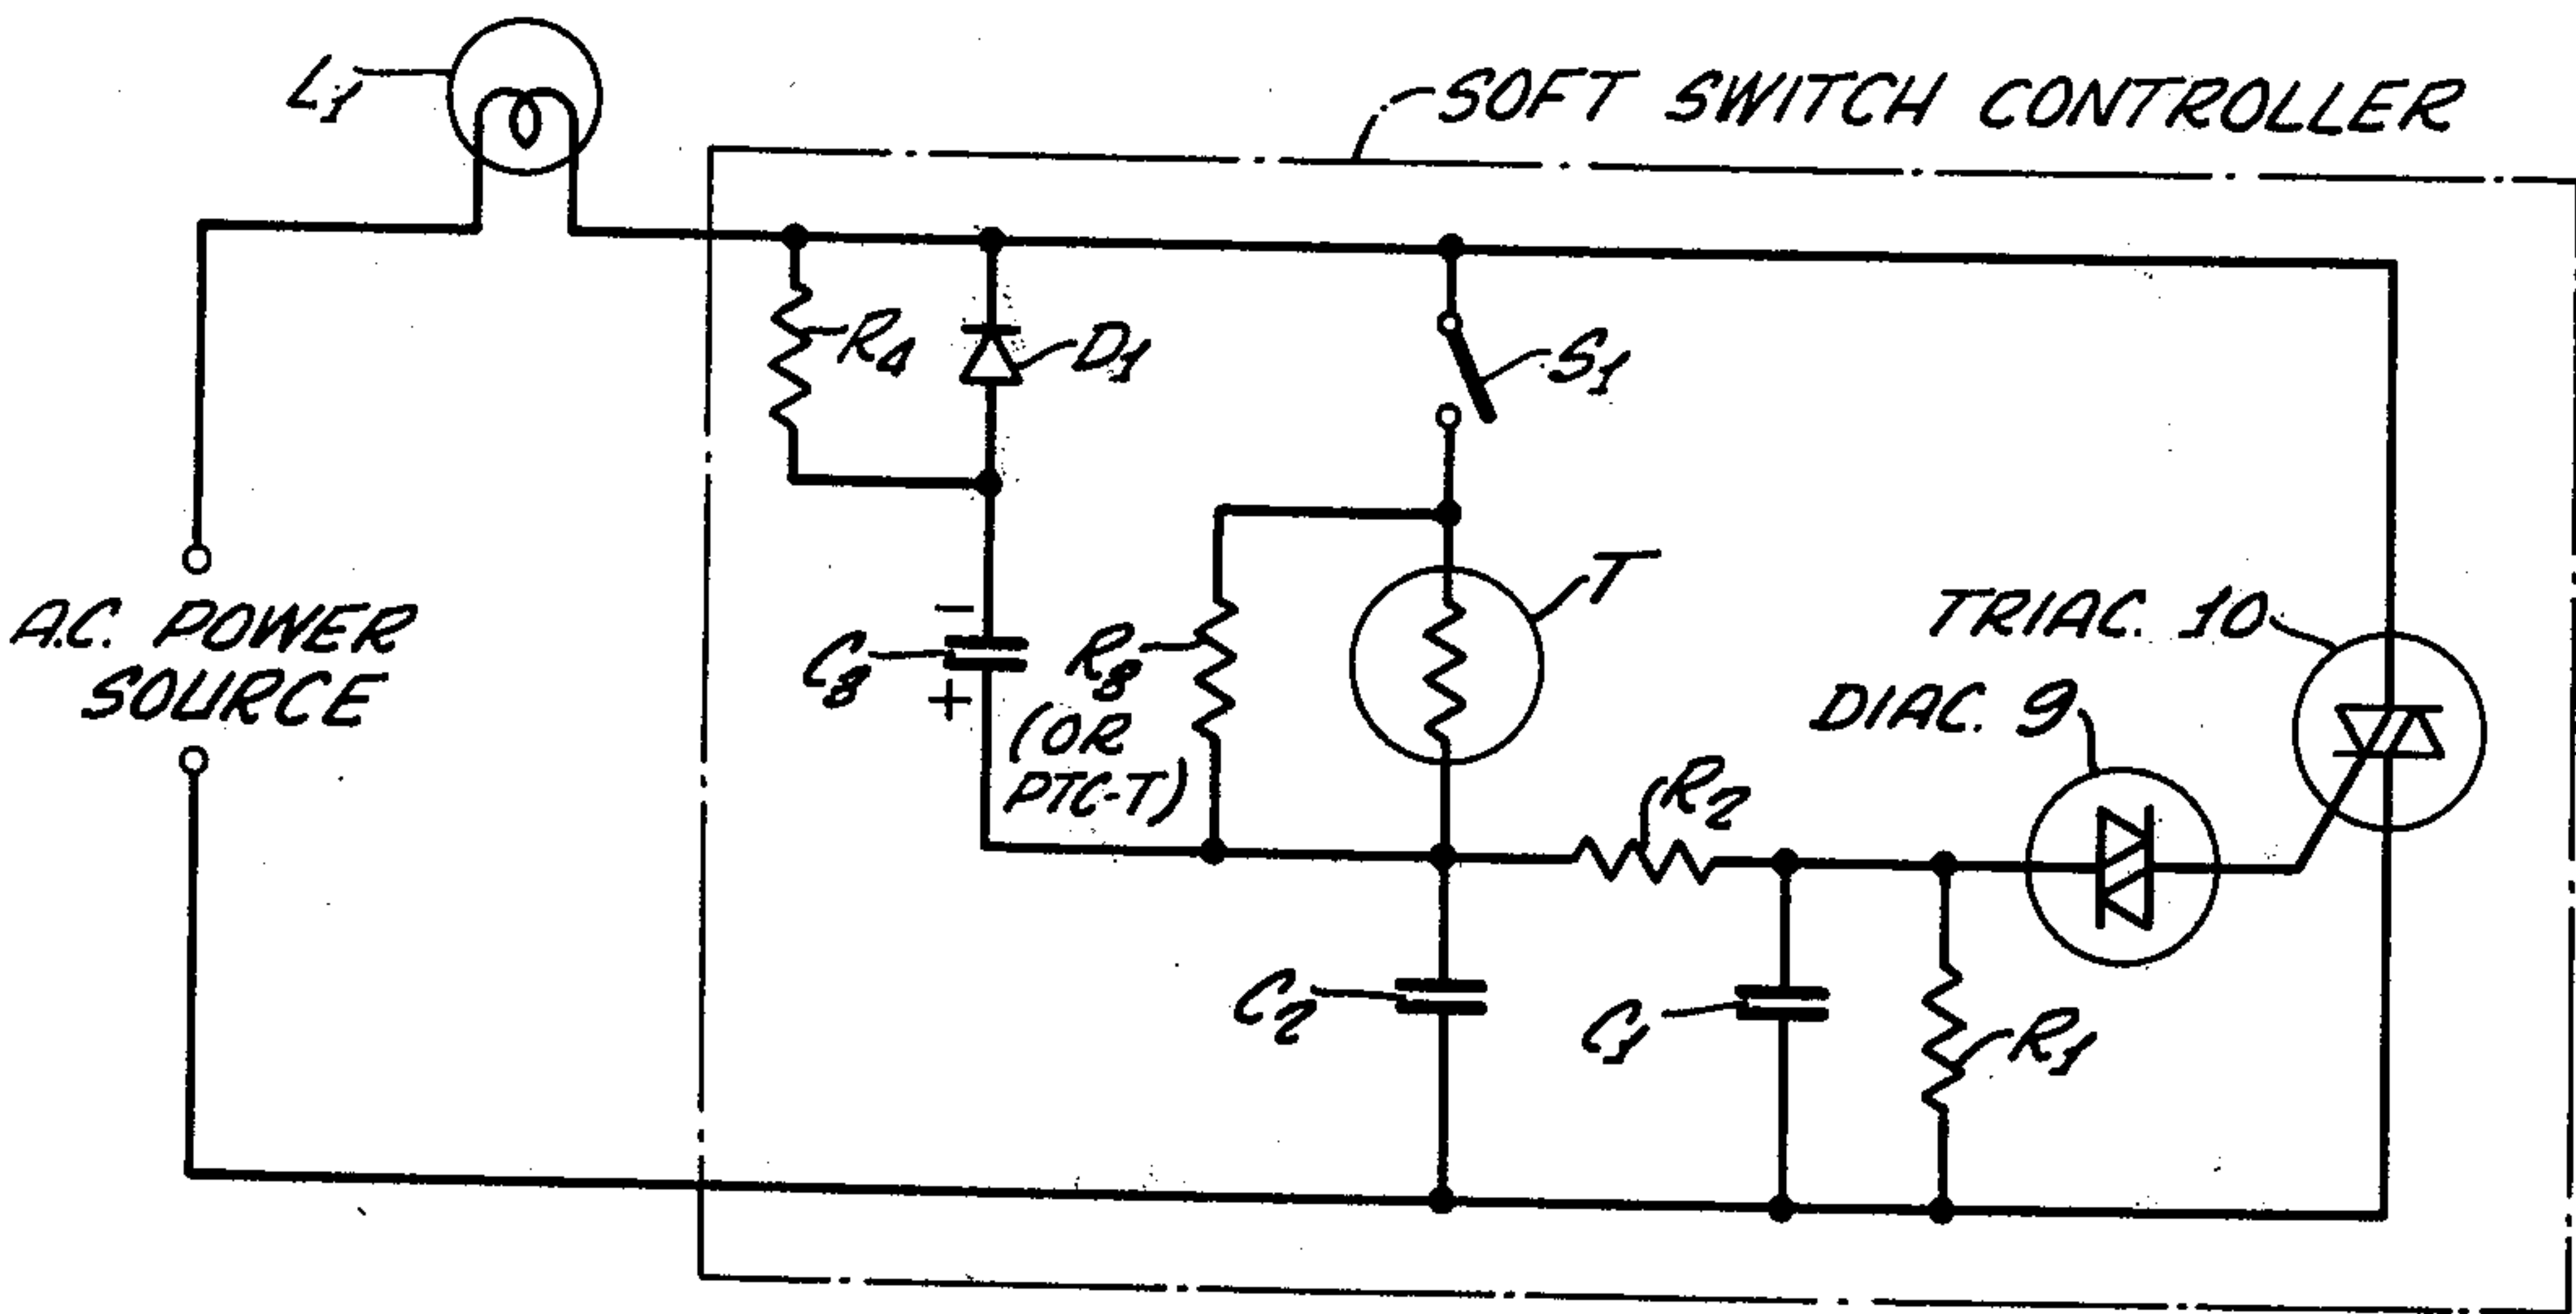 L1
SOFT SWITCH CONTROLLER
R4
D1
S1
A.C. POWER
SOURCE
C3
-
+
R3
(OR
PTC-T)
T
TRIAC. 10
DIAC. 9
R2
C2
C1
R1